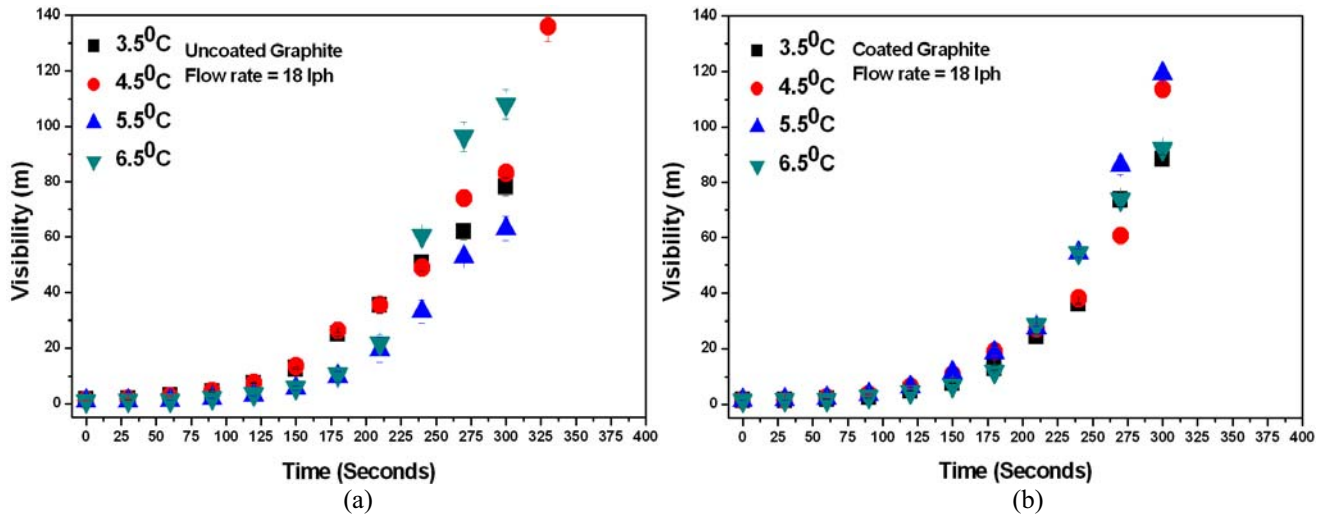 140
120
100
80
60
40
20
0
Visibility (m)
3.5⁰C
4.5⁰C
5.5⁰C
6.5⁰C
Uncoated Graphite
Flow rate = 18 lph
0 25 50 75 100 125 150 175 200 225 250 275 300 325 350 375 400
Time (Seconds)
(a)
140
120
100
80
60
40
20
0
Visibility (m)
3.5⁰C
4.5⁰C
5.5⁰C
6.5⁰C
Coated Graphite
Flow rate = 18 lph
0 25 50 75 100 125 150 175 200 225 250 275 300 325 350 375 400
Time (Seconds)
(b)